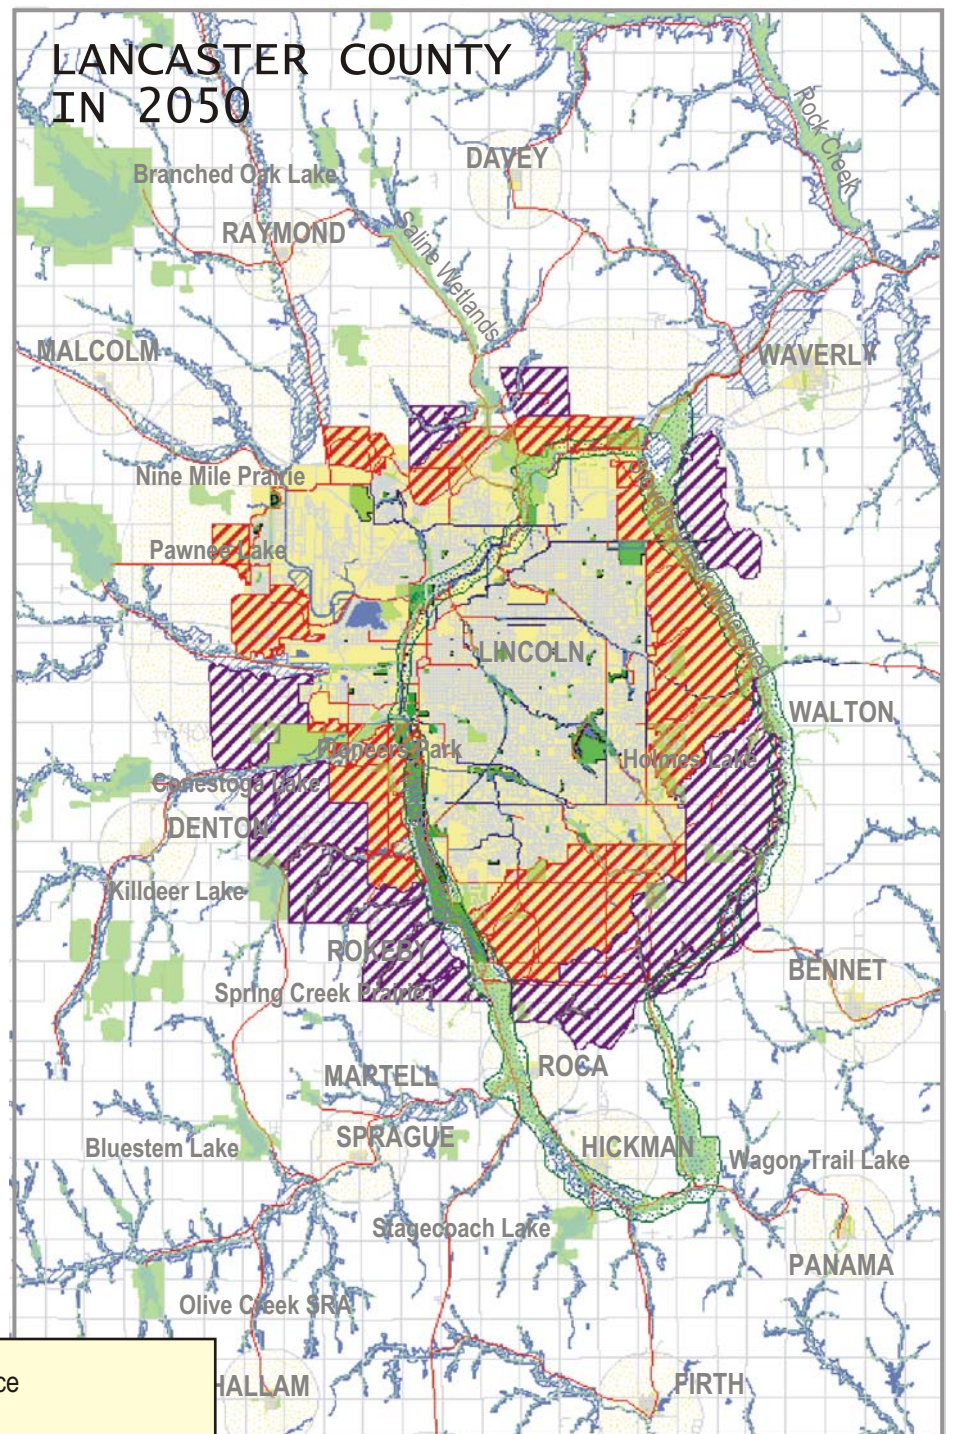 LANCASTER COUNTY
IN 2050
Rock Creek
DAVEY
Branched Oak Lake
RAYMOND
Saline Wetlands
MALCOLM
WAVERLY
Nine Mile Prairie
Pawnee Lake
LINCOLN
WALTON
Pioneers Park
Holmes Lake
Conestoga Lake
DENTON
Killdeer Lake
ROKEBY
BENNET
Spring Creek Prairie
ROCA
MARTELL
SPRAGUE
HICKMAN
Bluestem Lake
Wagon Trail Lake
Stagecoach Lake
PANAMA
Olive Creek SRA
ce
HALLAM
FIRTH